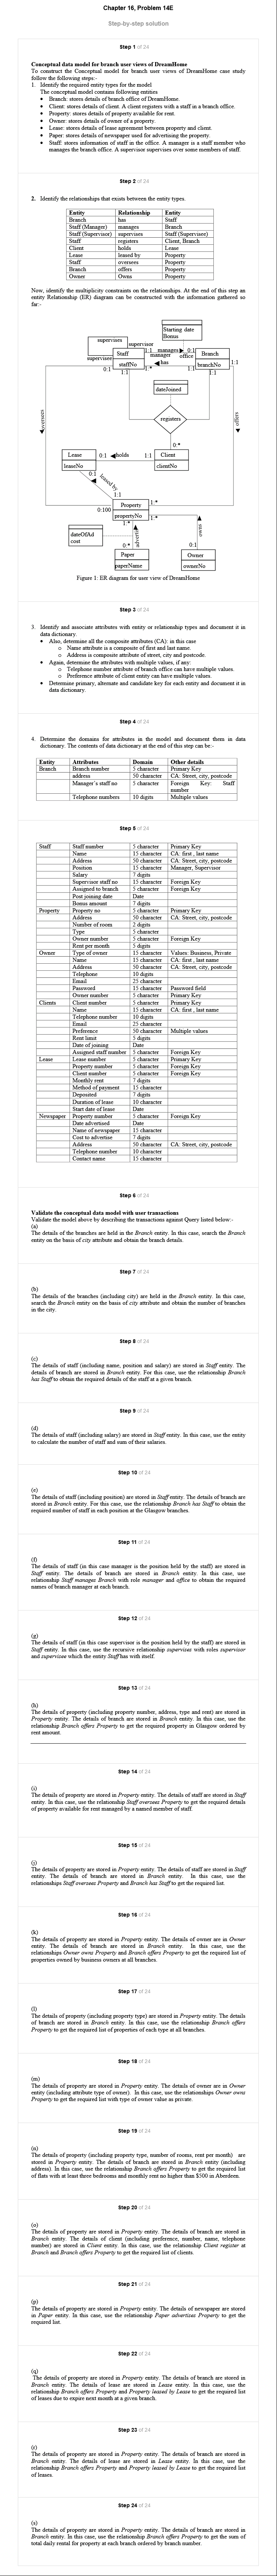 Chapter 16, Problem 14E
Step-by-step solution
Step 1 of 24
Conceptual data model for branch user views of DreamHome
To construct the Conceptual model for branch user views of DreamHome case study
follow the following steps:-
1. Identify the required entity types for the model
The conceptual model contains following entities
• Branch: stores details of branch office of DreamHome.
• Client: stores details of client. A client registers with a staff in a branch office.
• Property: stores details of property available for rent.
• Owner: stores details of owner of a property.
• Lease: stores details of lease agreement between property and client.
• Paper: stores details of newspaper used for advertising the property.
• Staff: stores information of staff in the office. A manager is a staff member who
manages the branch office. A supervisor supervises over some members of staff.
Step 2 of 24
2. Identify the relationships that exists between the entity types.
Entity Relationship Entity
Branch has Staff
Staff (Manager) manages Branch
Staff (Supervisor) supervises Staff (Supervisor)
Staff registers Client, Branch
Client holds Lease
Lease leased by Property
Staff oversees Property
Branch offers Property
Owner Owns Property
Now, identify the multiplicity constraints on the relationships. At the end of this step an
entity Relationship (ER) diagram can be constructed with the information gathered so
far:-
Starting date
Bonus
supervises
supervisor
Staff 1:1 manages 0:1 Branch
supervisee manager office
staffNo has branchNo 1:1
0:1 1:* 1:1
1:1 1:1
dateJoined
oversees
registers
offers
0:*
Lease 0:1 holds 1:1 Client
leaseNo clientNo
0:1
leased by
1:1
Property 1:*
0:100 propertyNo 1:*
1:*
dateOfAd
cost
advertise
owns
0:* 0:1
Paper Owner
paperName ownerNo
Figure 1: ER diagram for user view of DreamHome
Step 3 of 24
3. Identify and associate attributes with entity or relationship types and document it in
data dictionary.
• Also, determine all the composite attributes (CA): in this case
o Name attribute is a composite of first and last name.
o Address is composite attribute of street, city and postcode.
• Again, determine the attributes with multiple values, if any:
o Telephone number attribute of branch office can have multiple values.
o Preference attribute of client entity can have multiple values.
• Determine primary, alternate and candidate key for each entity and document it in
data dictionary.
Step 4 of 24
4. Determine the domains for attributes in the model and document them in data
dictionary. The contents of data dictionary at the end of this step can be:-
Entity Attributes Domain Other details
Branch Branch number 5 character Primary Key
address 50 character CA: Street, city, postcode
Manager's staff no 5 character Foreign Key: Staff
number
Telephone numbers 10 digits Multiple values
Step 5 of 24
Staff Staff number 5 character Primary Key
Name 15 character CA: first , last name
Address 50 character CA: Street, city, postcode
Position 15 character Manager, Supervisor
Salary 7 digits
Supervisor staff no 5 character Foreign Key
Assigned to branch 5 character Foreign Key
Post joining date Date
Bonus amount 7 digits
Property Property no 5 character Primary Key
Address 50 character CA: Street, city, postcode
Number of room 2 digits
Type 5 character
Owner number 5 character Foreign Key
Rent per month 5 digits
Owner Type of owner 15 character Values: Business, Private
Name 15 character CA: first , last name
Address 50 character CA: Street, city, postcode
Telephone 10 digits
Email 25 character
Password 15 character Password field
Owner number 5 character Primary Key
Clients Client number 5 character Primary Key
Name 15 character CA: first , last name
Telephone number 10 digits
Email 25 character
Preference 50 character Multiple values
Rent limit 5 digits
Date of joining Date
Assigned staff number 5 character Foreign Key
Lease Lease number 5 character Primary Key
Property number 5 character Foreign Key
Client number 5 character Foreign Key
Monthly rent 7 digits
Method of payment 15 character
Deposited 7 digits
Duration of lease 10 character
Start date of lease Date
Newspaper Property number 5 character Foreign Key
Date advertised Date
Name of newspaper 15 character
Cost to advertise 7 digits
Address 50 character CA: Street, city, postcode
Telephone number 10 character
Contact name 15 character
Step 6 of 24
Validate the conceptual data model with user transactions
Validate the model above by describing the transactions against Query listed below:-
(a)
The details of the branches are held in the Branch entity. In this case, search the Branch
entity on the basis of city attribute and obtain the branch details.
Step 7 of 24
(b)
The details of the branches (including city) are held in the Branch entity. In this case,
search the Branch entity on the basis of city attribute and obtain the number of branches
in the city.
Step 8 of 24
(c)
The details of staff (including name, position and salary) are stored in Staff entity. The
details of branch are stored in Branch entity. For this case, use the relationship Branch
has Staff to obtain the required details of the staff at a given branch.
Step 9 of 24
(d)
The details of staff (including salary) are stored in Staff entity. In this case, use the entity
to calculate the number of staff and sum of their salaries.
Step 10 of 24
(e)
The details of staff (including position) are stored in Staff entity. The details of branch are
stored in Branch entity. For this case, use the relationship Branch has Staff to obtain the
required number of staff in each position at the Glasgow branches.
Step 11 of 24
(f)
The details of staff (in this case manager is the position held by the staff) are stored in
Staff entity. The details of branch are stored in Branch entity. In this case, use
relationship Staff manages Branch with role manager and office to obtain the required
names of branch manager at each branch.
Step 12 of 24
(g)
The details of staff (in this case supervisor is the position held by the staff) are stored in
Staff entity. In this case, use the recursive relationship supervises with roles supervisor
and supervisee which the entity Staff has with itself.
Step 13 of 24
(h)
The details of property (including property number, address, type and rent) are stored in
Property entity. The details of branch are stored in Branch entity. In this case, use the
relationship Branch offers Property to get the required property in Glasgow ordered by
rent amount.
Step 14 of 24
(i)
The details of property are stored in Property entity. The details of staff are stored in Staff
entity. In this case, use the relationship Staff oversees Property to get the required details
of property available for rent managed by a named member of staff.
Step 15 of 24
(j)
The details of property are stored in Property entity. The details of staff are stored in Staff
entity. The details of branch are stored in Branch entity. In this case, use the
relationships Staff oversees Property and Branch has Staff to get the required list.
Step 16 of 24
(k)
The details of property are stored in Property entity. The details of owner are in Owner
entity. The details of branch are stored in Branch entity. In this case, use the
relationships Owner owns Property and Branch offers Property to get the required list of
properties owned by business owners at all branches.
Step 17 of 24
(l)
The details of property (including property type) are stored in Property entity. The details
of branch are stored in Branch entity. In this case, use the relationship Branch offers
Property to get the required list of properties of each type at all branches.
Step 18 of 24
(m)
The details of property are stored in Property entity. The details of owner are in Owner
entity (including attribute type of owner). In this case, use the relationships Owner owns
Property to get the required list with type of owner value as private.
Step 19 of 24
(n)
The details of property (including property type, number of rooms, rent per month) are
stored in Property entity. The details of branch are stored in Branch entity (including
address). In this case, use the relationship Branch offers Property to get the required list
of flats with at least three bedrooms and monthly rent no higher than $500 in Aberdeen.
Step 20 of 24
(o)
The details of property are stored in Property entity. The details of branch are stored in
Branch entity. The details of client (including preference, number, name, telephone
number) are stored in Client entity. In this case, use the relationship Client register at
Branch and Branch offers Property to get the required list of clients.
Step 21 of 24
(p)
The details of property are stored in Property entity. The details of newspaper are stored
in Paper entity. In this case, use the relationship Paper advertises Property to get the
required list.
Step 22 of 24
(q)
The details of property are stored in Property entity. The details of branch are stored in
Branch entity. The details of lease are stored in Lease entity. In this case, use the
relationship Branch offers Property and Property leased by Lease to get the required list
of leases due to expire next month at a given branch.
Step 23 of 24
(r)
The details of property are stored in Property entity. The details of branch are stored in
Branch entity. The details of lease are stored in Lease entity. In this case, use the
relationship Branch offers Property and Property leased by Lease to get the required list
of leases.
Step 24 of 24
(s)
The details of property are stored in Property entity. The details of branch are stored in
Branch entity. In this case, use the relationship Branch offers Property to get the sum of
total daily rental for property at each branch ordered by branch number.